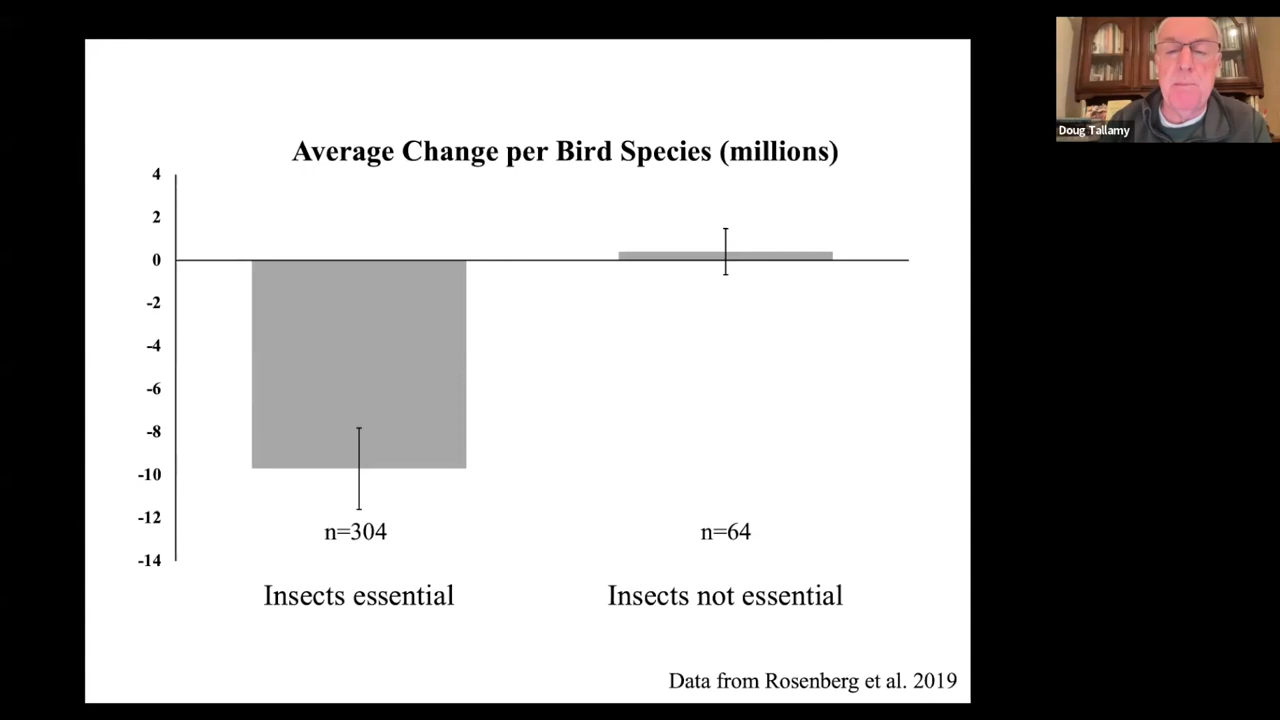 Average Change per Bird Species (millions)
4
2
0
-2
-4
-6
-8
-10
-12
-14
n=304
n=64
Insects essential
Insects not essential
Data from Rosenberg et al. 2019
Doug Tallamy